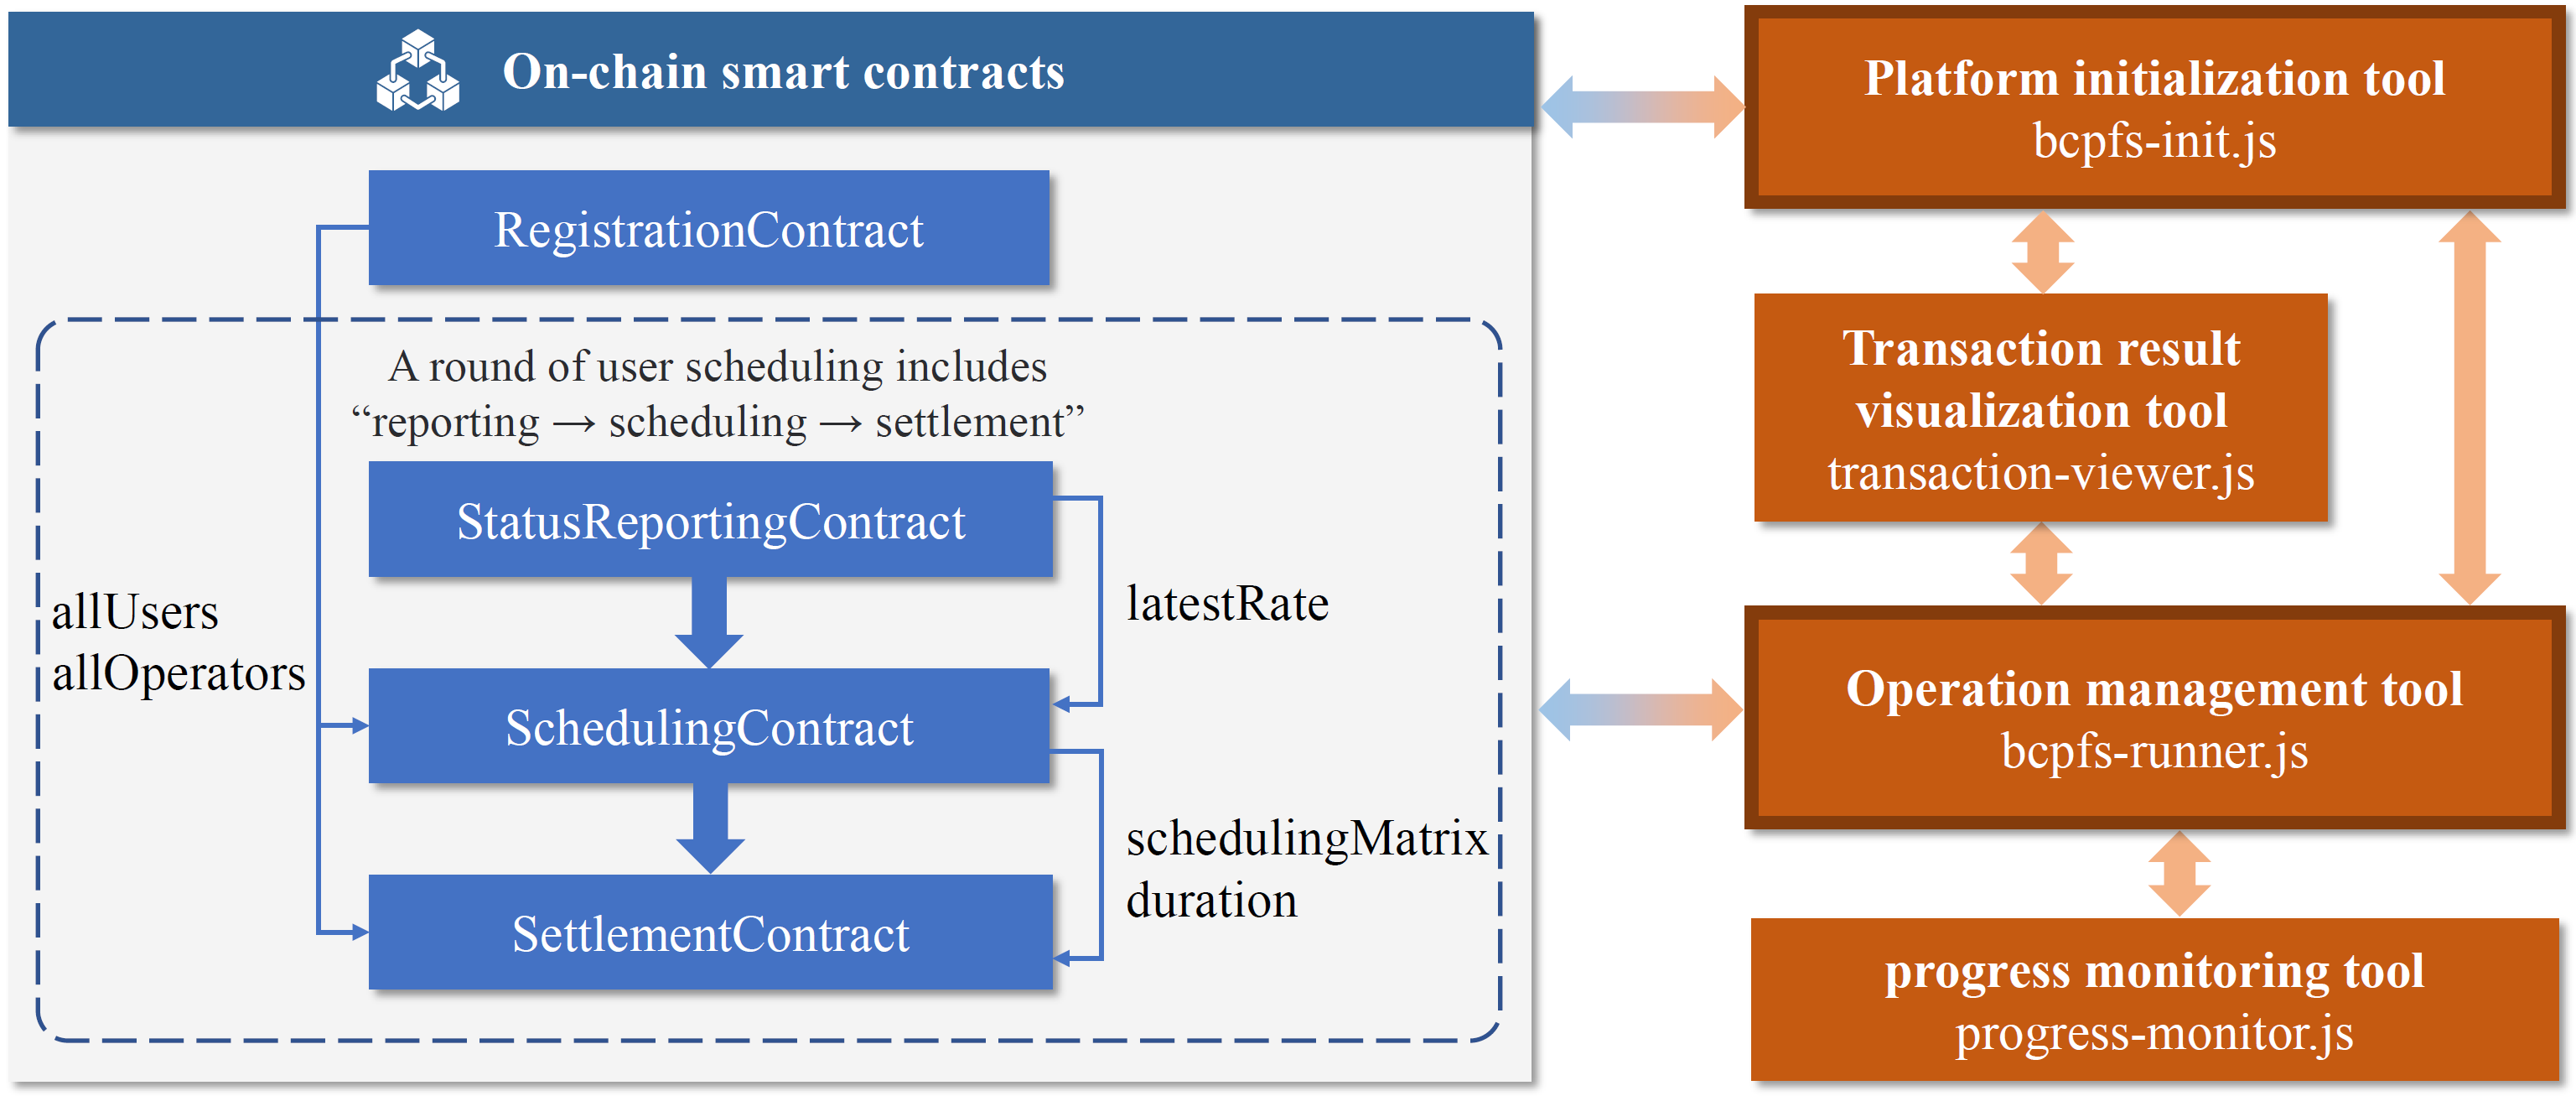 On-chain smart contracts
RegistrationContract
A round of user scheduling includes
“reporting → scheduling → settlement”
StatusReportingContract
latestRate
allUsers
allOperators
SchedulingContract
schedulingMatrix
duration
SettlementContract
Platform initialization tool
bcpfs-init.js
Transaction result
visualization tool
transaction-viewer.js
Operation management tool
bcpfs-runner.js
progress monitoring tool
progress-monitor.js